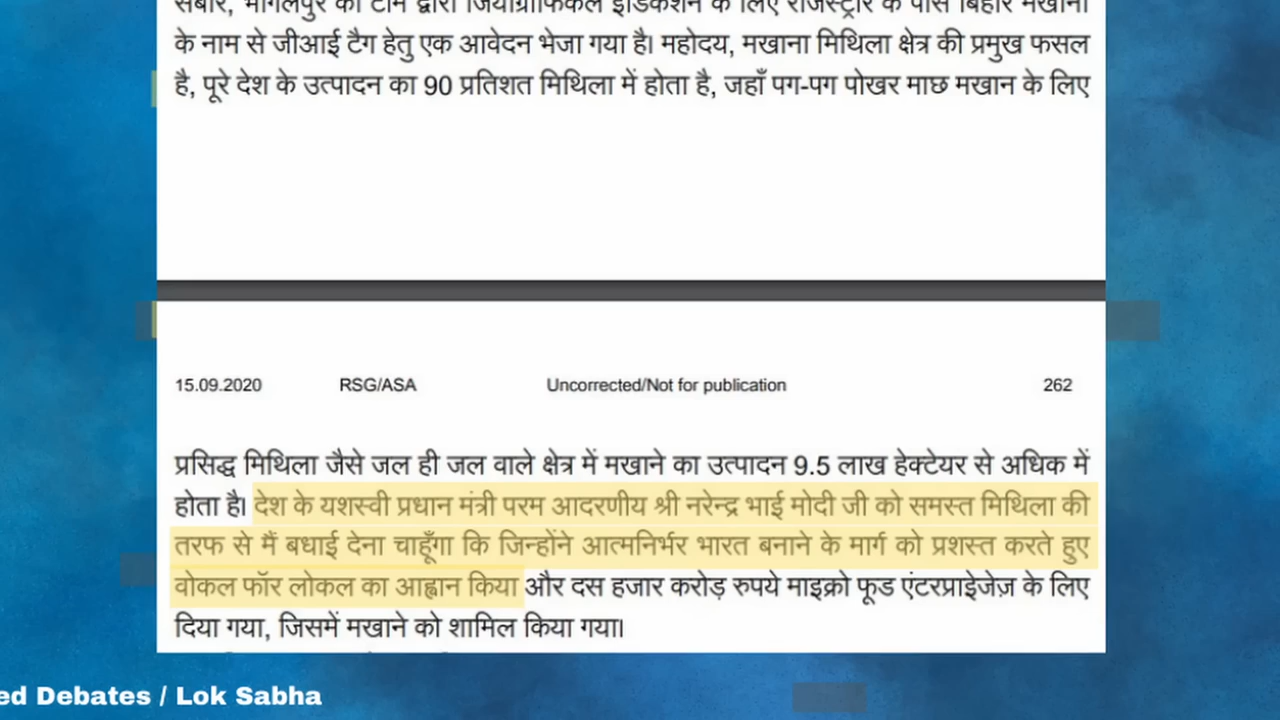 सबौर, भागलपुर की टीम द्वारा जियोग्राफिकल इंडिकेशन के लिए रजिस्ट्रार के पास बिहार मखाना
के नाम से जीआई टैग हेतु एक आवेदन भेजा गया है। महोदय, मखाना मिथिला क्षेत्र की प्रमुख फसल
है, पूरे देश के उत्पादन का 90 प्रतिशत मिथिला में होता है, जहाँ पग-पग पोखर माछ मखान के लिए
15.09.2020 RSG/ASA Uncorrected/Not for publication 262
प्रसिद्ध मिथिला जैसे जल ही जल वाले क्षेत्र में मखाने का उत्पादन 9.5 लाख हेक्टेयर से अधिक में
होता है। देश के यशस्वी प्रधान मंत्री परम आदरणीय श्री नरेन्द्र भाई मोदी जी को समस्त मिथिला की
तरफ से मैं बधाई देना चाहूँगा कि जिन्होंने आत्मनिर्भर भारत बनाने के मार्ग को प्रशस्त करते हुए
वोकल फॉर लोकल का आह्वान किया और दस हजार करोड़ रुपये माइक्रो फूड एंटरप्राइजेज़ के लिए
दिया गया, जिसमें मखाने को शामिल किया गया।
ed Debates / Lok Sabha